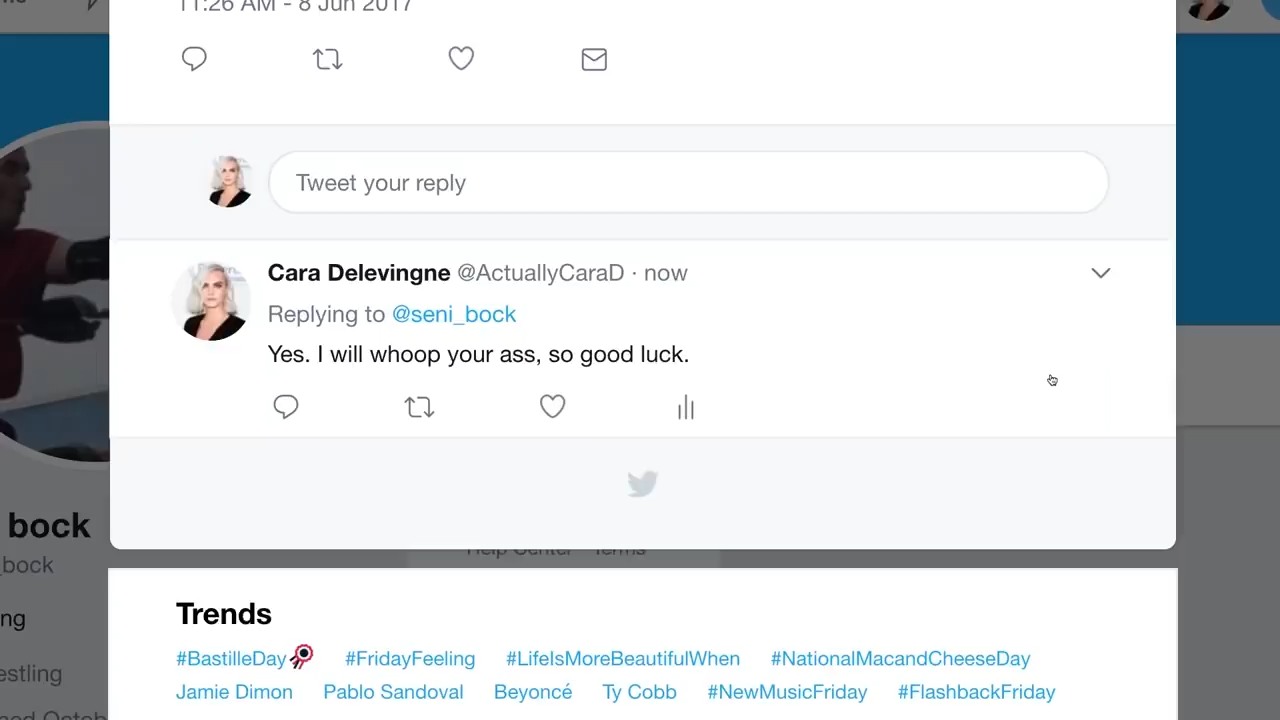 11:26 AM - 8 Jun 2017
Tweet your reply
Cara Delevingne @ActuallyCaraD · now
Replying to @seni_bock
Yes. I will whoop your ass, so good luck.
bock
_bock
ng
estling
Help Center Terms
Trends
#BastilleDay #FridayFeeling #LifeIsMoreBeautifulWhen #NationalMacandCheeseDay
Jamie Dimon Pablo Sandoval Beyoncé Ty Cobb #NewMusicFriday #FlashbackFriday